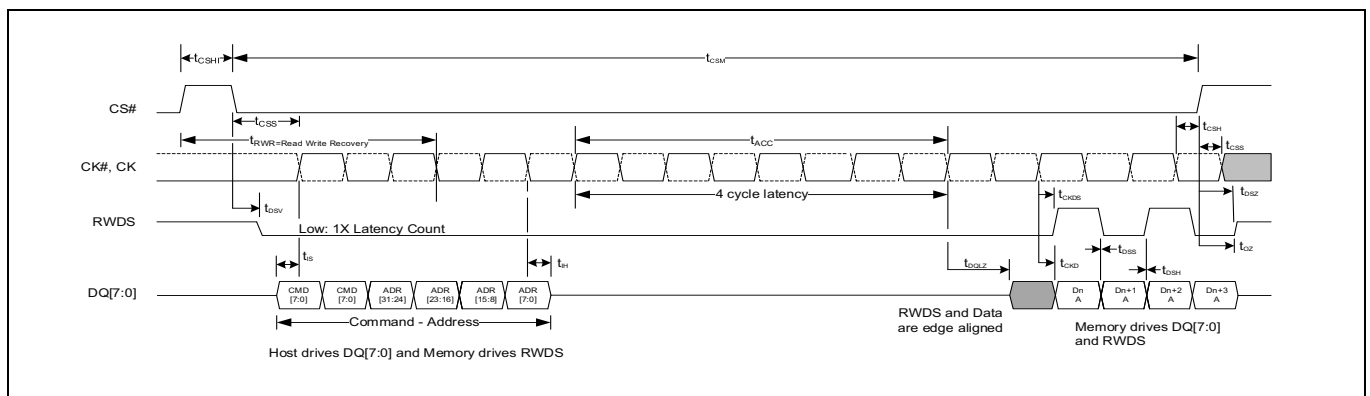 tCSHI
tCSM
CS#
tCSS
tCSH
tRWR=Read Write Recovery
tACC
tCSS
CK#, CK
4 cycle latency
tDSV
tCKDS
tDSZ
RWDS
Low: 1X Latency Count
tIS
tIH
tDQLZ
tCKD
tDSS
tDSH
tOZ
DQ[7:0]
CMD [7:0]
CMD [7:0]
ADR [31:24]
ADR [23:16]
ADR [15:8]
ADR [7:0]
Dn A
Dn+1 A
Dn+2 A
Dn+3 A
Command - Address
RWDS and Data
are edge aligned
Memory drives DQ[7:0]
and RWDS
Host drives DQ[7:0] and Memory drives RWDS